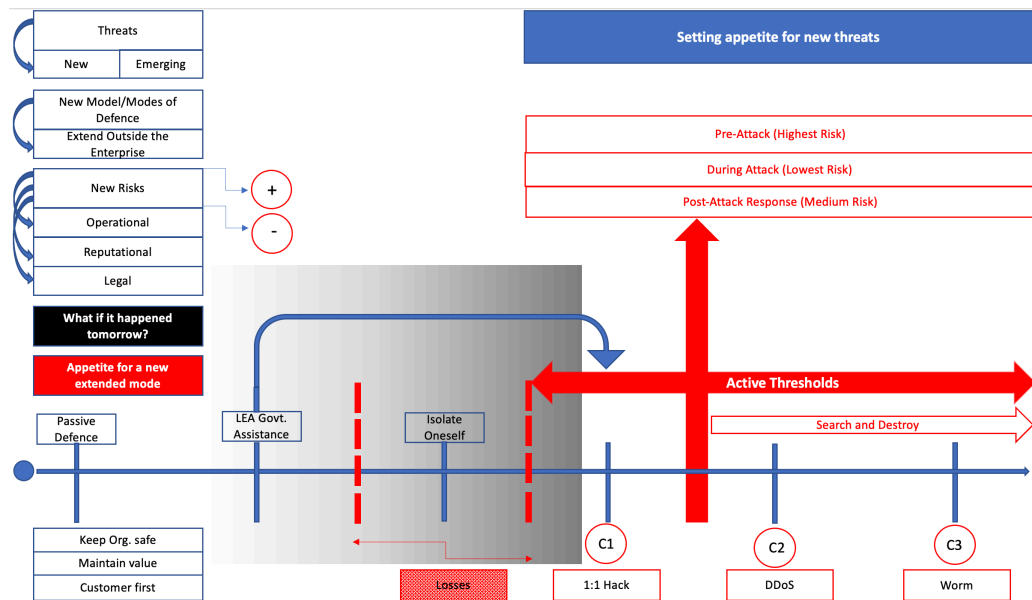 Threats
New
Emerging
Setting appetite for new threats
New Model/Modes of
Defence
Extend Outside the
Enterprise
Pre-Attack (Highest Risk)
During Attack (Lowest Risk)
Post-Attack Response (Medium Risk)
New Risks
+
-
Operational
Reputational
Legal
What if it happened
tomorrow?
Appetite for a new
extended mode
Active Thresholds
Passive
Defence
LEA Govt.
Assistance
Isolate
Oneself
Search and Destroy
Keep Org. safe
Maintain value
Customer first
C1
C2
C3
Losses
1:1 Hack
DDoS
Worm